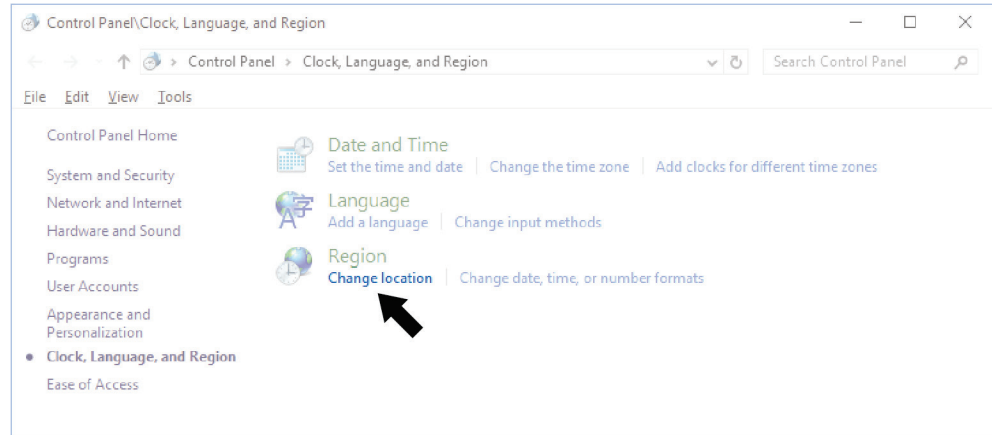 Control Panel\Clock, Language, and Region
Control Panel > Clock, Language, and Region
Search Control Panel
File Edit View Tools
Control Panel Home
System and Security
Network and Internet
Hardware and Sound
Programs
User Accounts
Appearance and
Personalization
Clock, Language, and Region
Ease of Access
Date and Time
Set the time and date | Change the time zone | Add clocks for different time zones
Language
Add a language | Change input methods
Region
Change location | Change date, time, or number formats